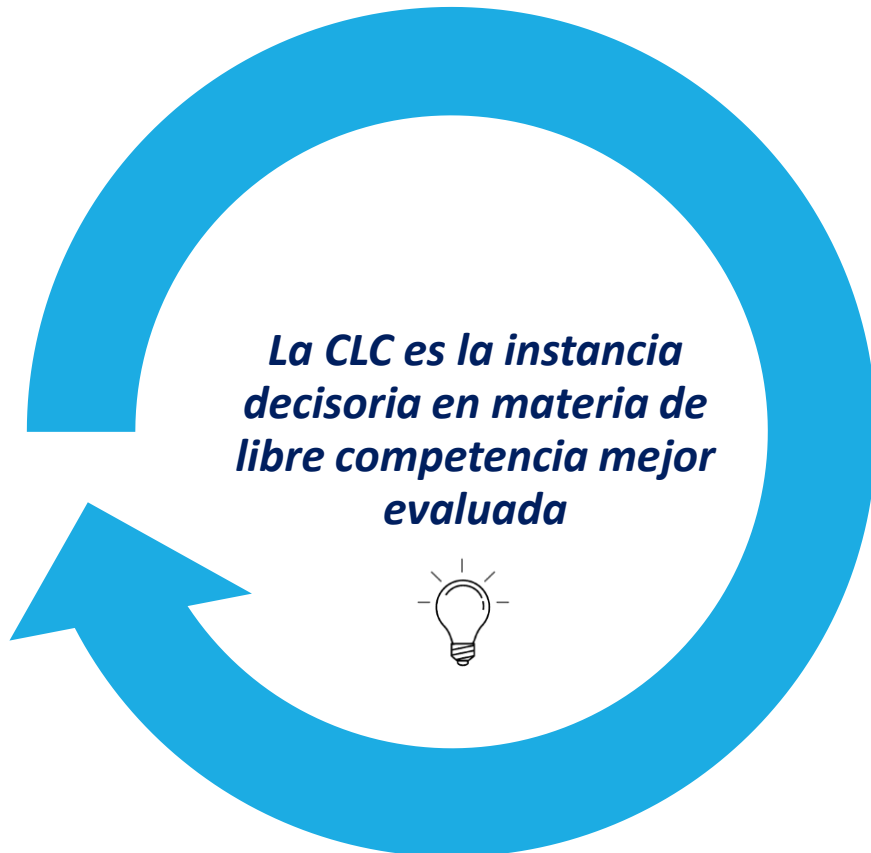 La CLC es la instancia
decisoria en materia de
libre competencia mejor
evaluada